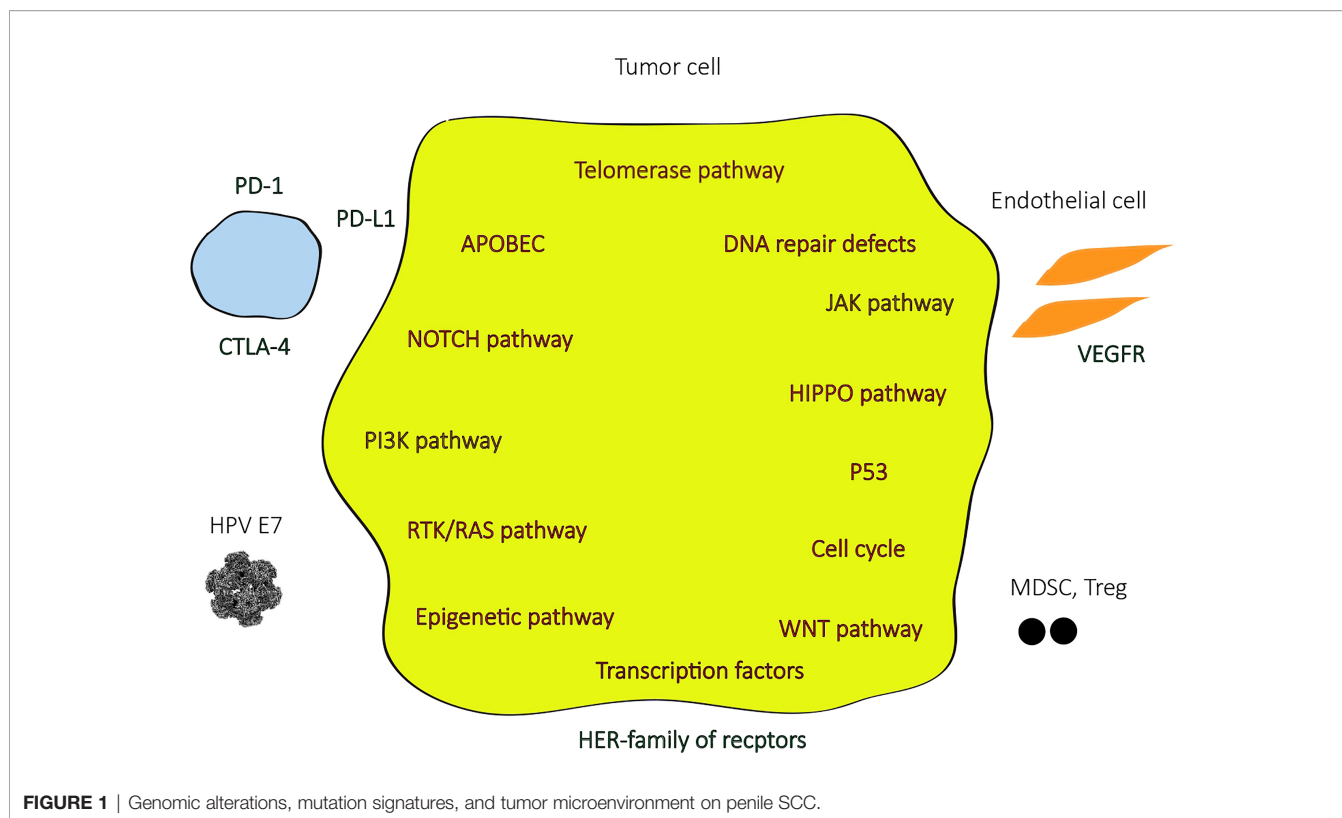 Tumor cell
Telomerase pathway
PD-1
Endothelial cell
PD-L1
APOBEC
DNA repair defects
JAK pathway
NOTCH pathway
CTLA-4
VEGFR
HIPPO pathway
PI3K pathway
P53
HPV E7
RTK/RAS pathway
Cell cycle
MDSC, Treg
Epigenetic pathway
WNT pathway
Transcription factors
HER-family of recptors
FIGURE 1 | Genomic alterations, mutation signatures, and tumor microenvironment on penile SCC.